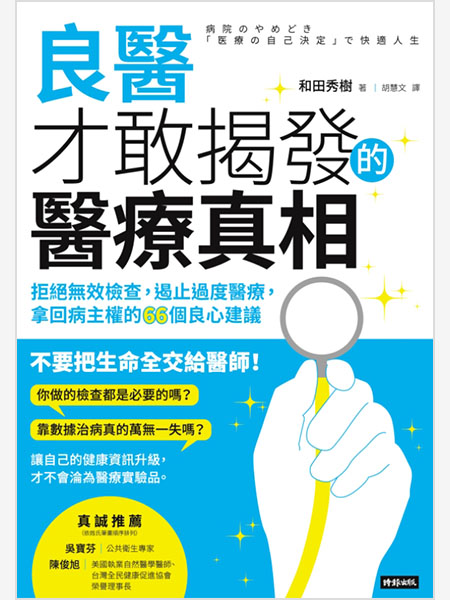 病院のやめどき
「医療の自己決定」で快適人生
良醫
和田秀樹 著 | 胡慧文 譯
才敢揭發的
醫療真相
拒絕無效檢查，遏止過度醫療，
拿回病主權的66個良心建議
不要把生命全交給醫師！
你做的檢查都是必要的嗎？
靠數據治病真的萬無一失嗎？
讓自己的健康資訊升級，
才不會淪為醫療實驗品。
真誠推薦
（依姓氏筆畫順序排列）
吳寶芬｜公共衛生專家
陳俊旭｜美國執業自然醫學醫師、
台灣全民健康促進協會
榮譽理事長
時報出版